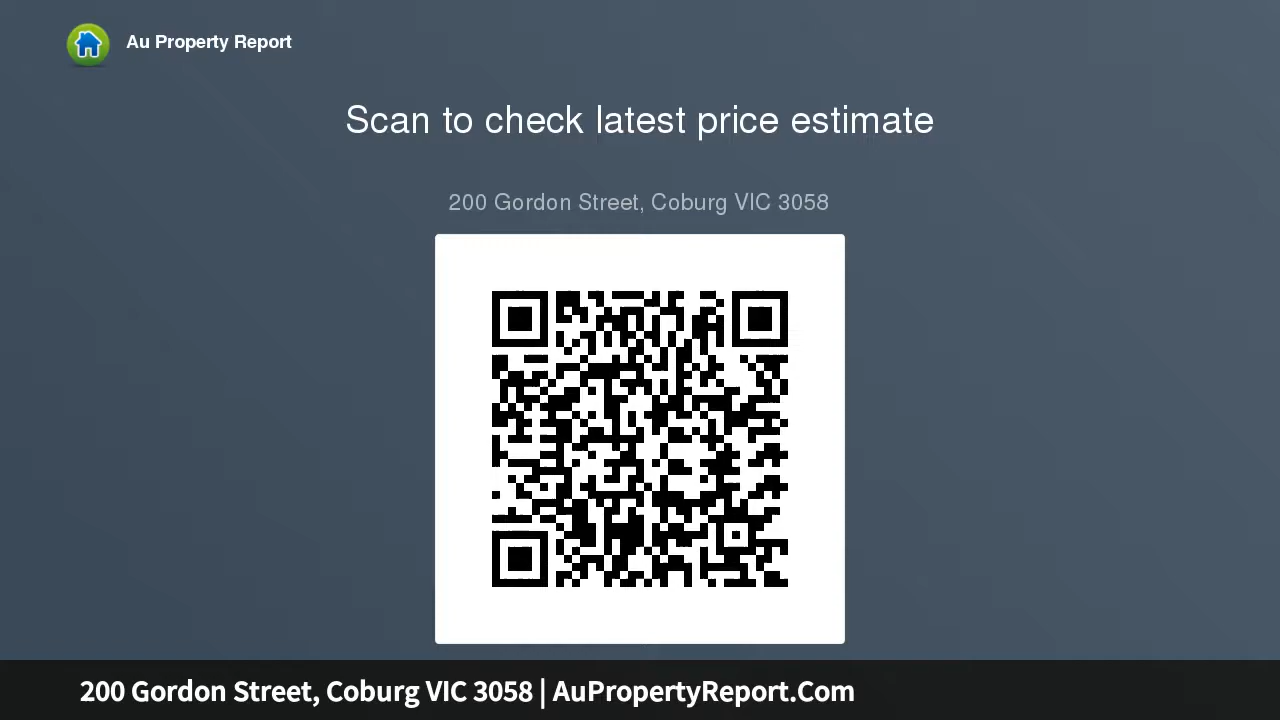 Au Property Report
Scan to check latest price estimate
200 Gordon Street, Coburg VIC 3058
200 Gordon Street, Coburg VIC 3058 | AuPropertyReport.Com